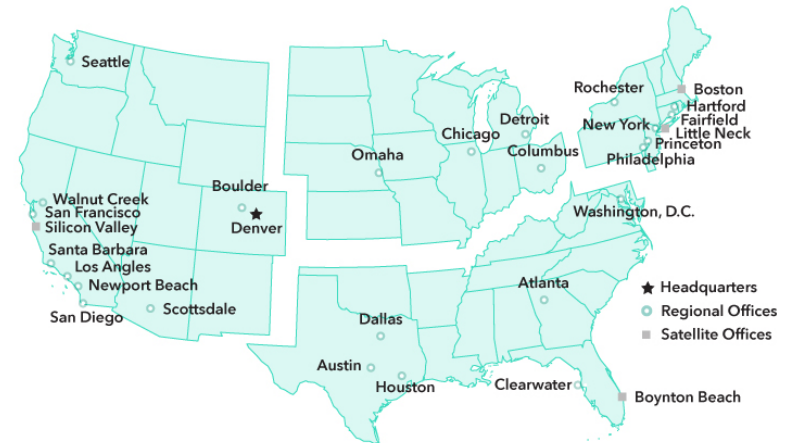 Seattle
Boulder
Denver
Walnut Creek
San Francisco
Silicon Valley
Santa Barbara
Los Angles
Newport Beach
San Diego
Scottsdale
Omaha
Chicago
Detroit
Columbus
Rochester
Boston
Hartford
Fairfield
New York
Little Neck
Princeton
Philadelphia
Washington, D.C.
Atlanta
Dallas
Austin
Houston
Clearwater
Boynton Beach
Headquarters
Regional Offices
Satellite Offices